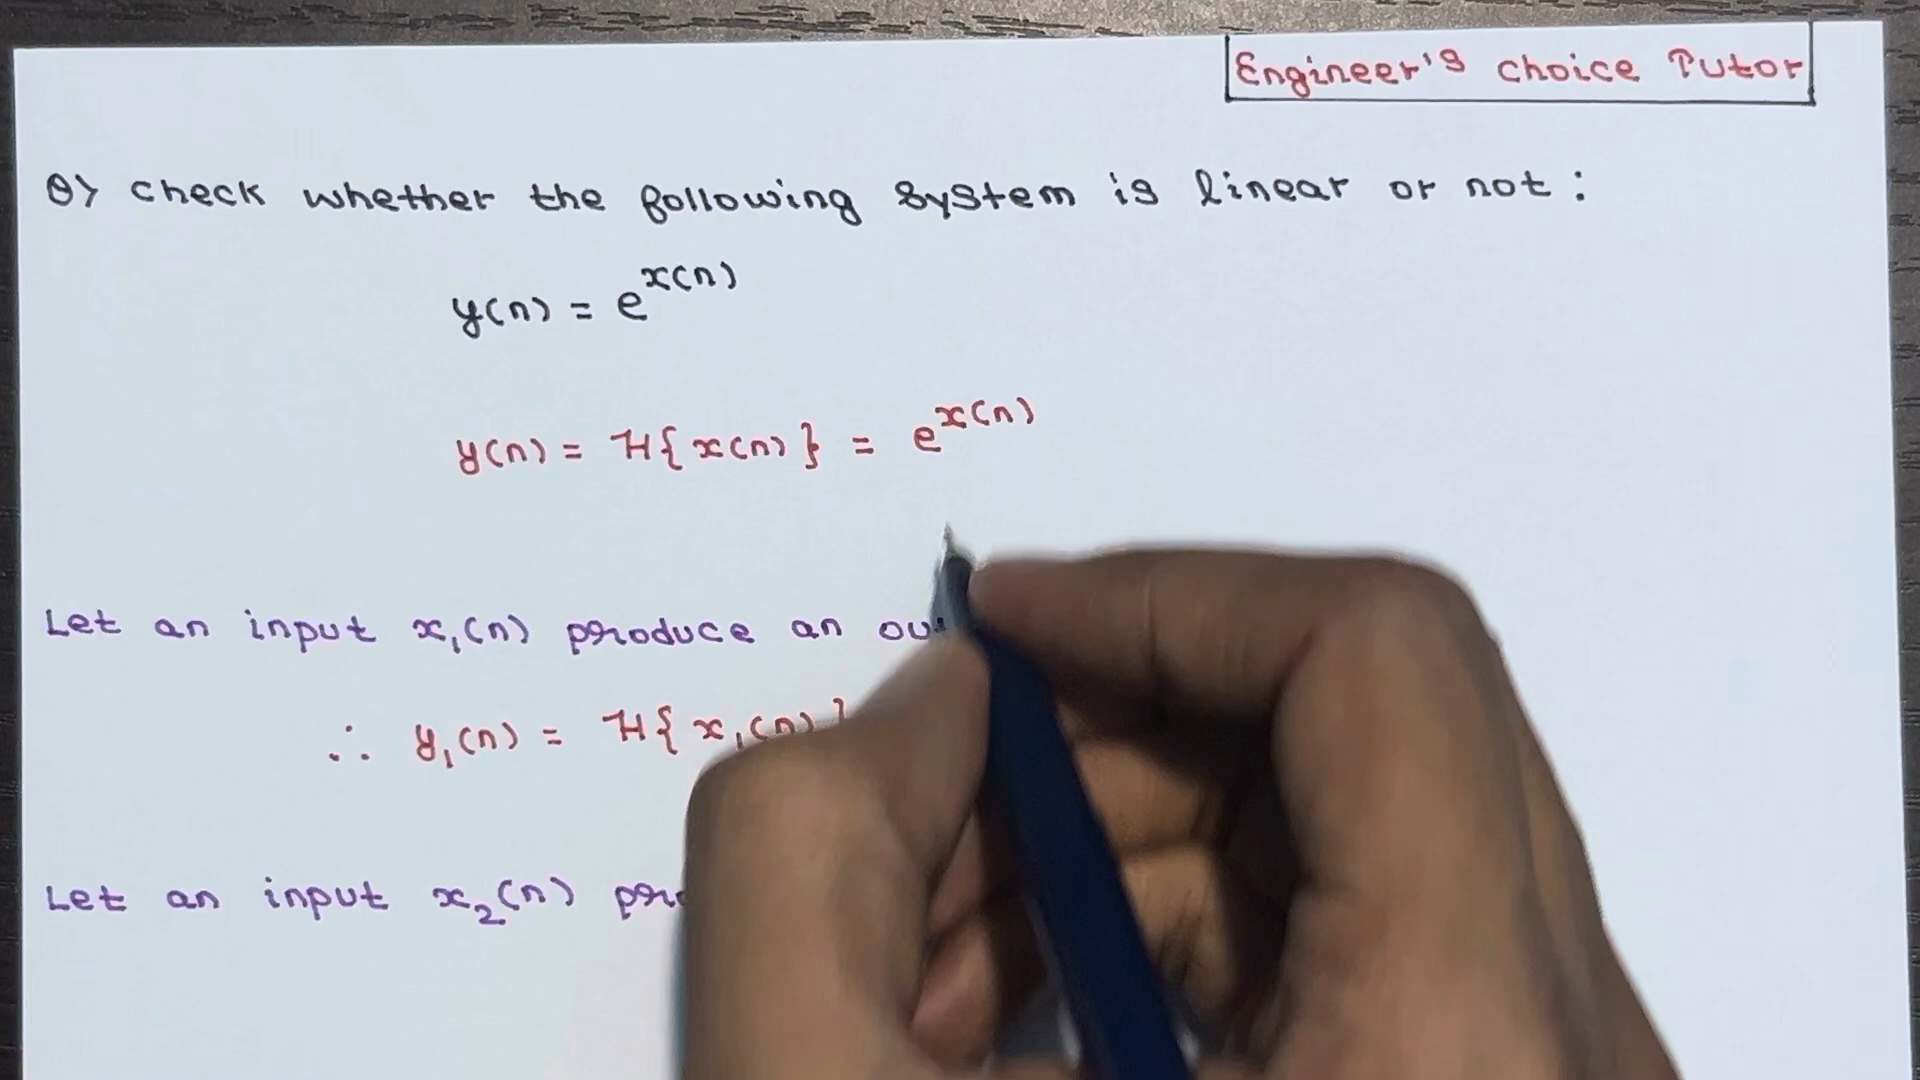 Engineer's choice Tutor
Q> check whether the following system is linear or not :
y(n) = e^x(n)
y(n) = H{x(n)} = e^x(n)
Let an input x₁(n) produce an
∴ y₁(n) = H{x₁(n)}
Let an input x₂(n)